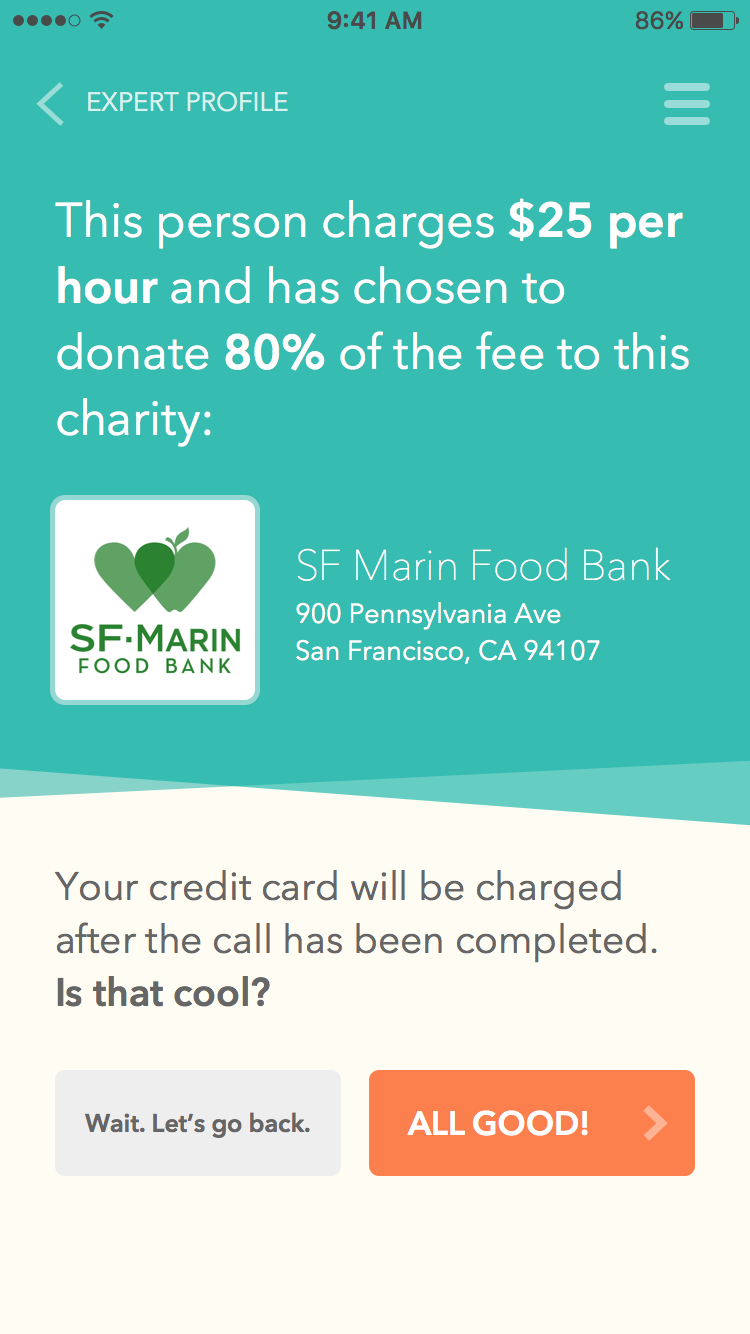 9:41 AM
86%
EXPERT PROFILE
This person charges $25 per
hour and has chosen to
donate 80% of the fee to this
charity:
SF·MARIN
FOOD BANK
SF Marin Food Bank
900 Pennsylvania Ave
San Francisco, CA 94107
Your credit card will be charged
after the call has been completed.
Is that cool?
Wait. Let’s go back.
ALL GOOD!